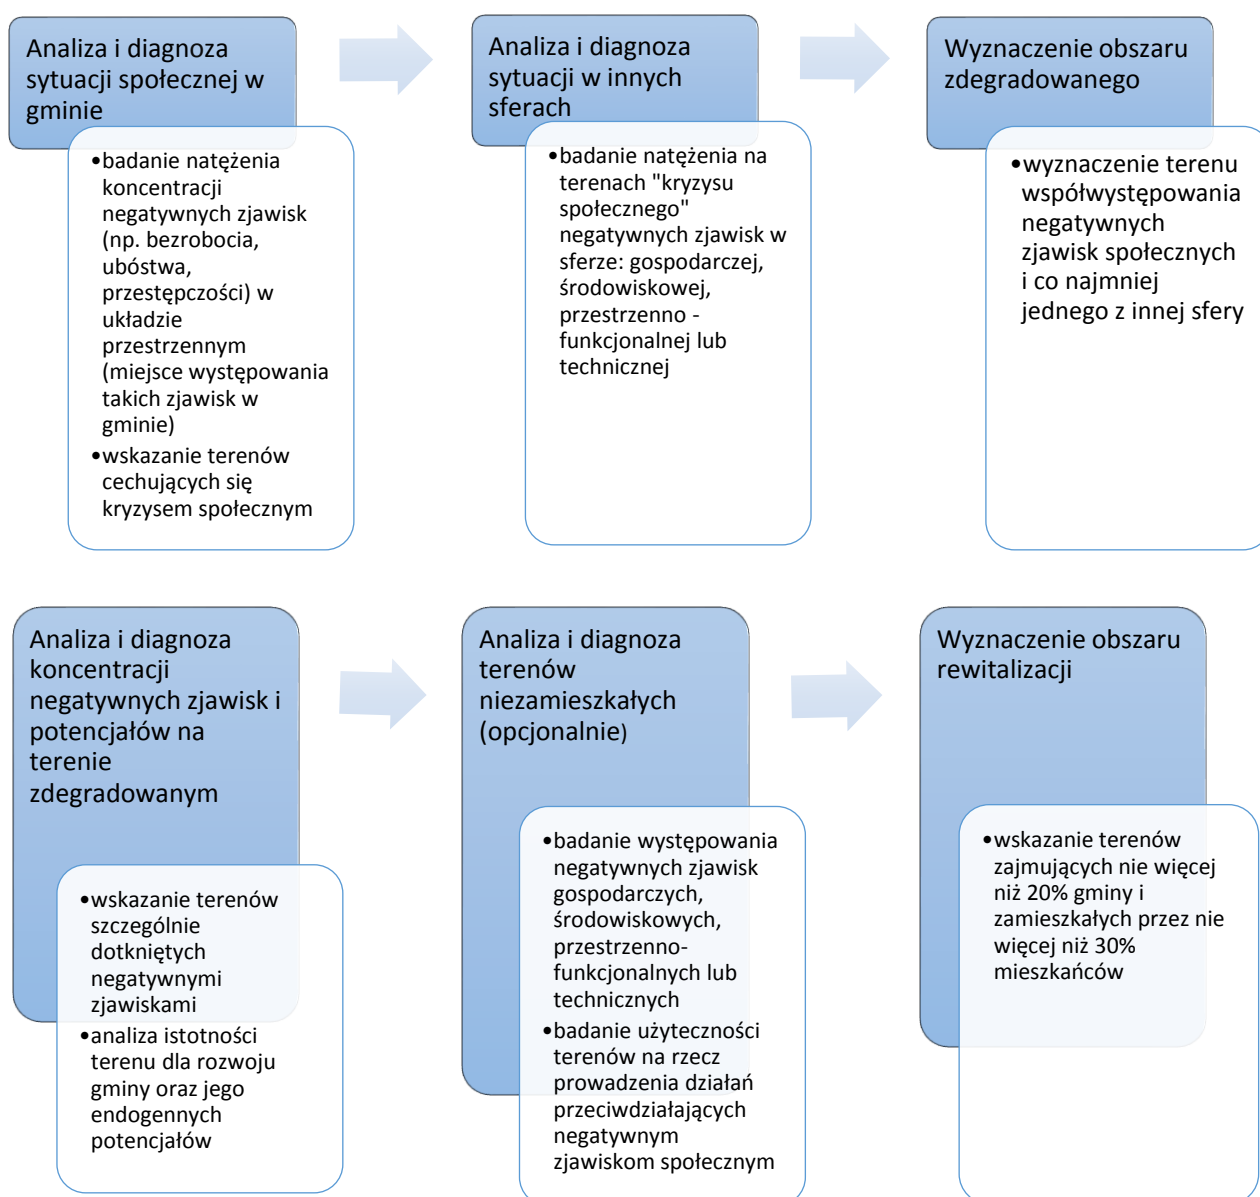 Analiza i diagnoza
sytuacji społecznej w
gminie
•badanie natężenia
koncentracji
negatywnych zjawisk
(np. bezrobocia,
ubóstwa,
przestępczości) w
układzie
przestrzennym
(miejsce występowania
takich zjawisk w
gminie)
•wskazanie terenów
cechujących się
kryzysem społecznym
Analiza i diagnoza
sytuacji w innych
sferach
•badanie natężenia na
terenach "kryzysu
społecznego"
negatywnych zjawisk w
sferze: gospodarczej,
środowiskowej,
przestrzenno -
funkcjonalnej lub
technicznej
Wyznaczenie obszaru
zdegradowanego
•wyznaczenie terenu
współwystępowania
negatywnych
zjawisk społecznych
i co najmniej
jednego z innej sfery
Analiza i diagnoza
koncentracji
negatywnych zjawisk i
potencjałów na
terenie
zdegradowanym
•wskazanie terenów
szczególnie
dotkniętych
negatywnymi
zjawiskami
•analiza istotności
terenu dla rozwoju
gminy oraz jego
endogennych
potencjałów
Analiza i diagnoza
terenów
niezamieszkałych
(opcjonalnie)
•badanie występowania
negatywnych zjawisk
gospodarczych,
środowiskowych,
przestrzenno-
funkcjonalnych lub
technicznych
•badanie użyteczności
terenów na rzecz
prowadzenia działań
przeciwdziałających
negatywnym
zjawiskom społecznym
Wyznaczenie obszaru
rewitalizacji
•wskazanie terenów
zajmujących nie więcej
niż 20% gminy i
zamieszkałych przez nie
więcej niż 30%
mieszkańców